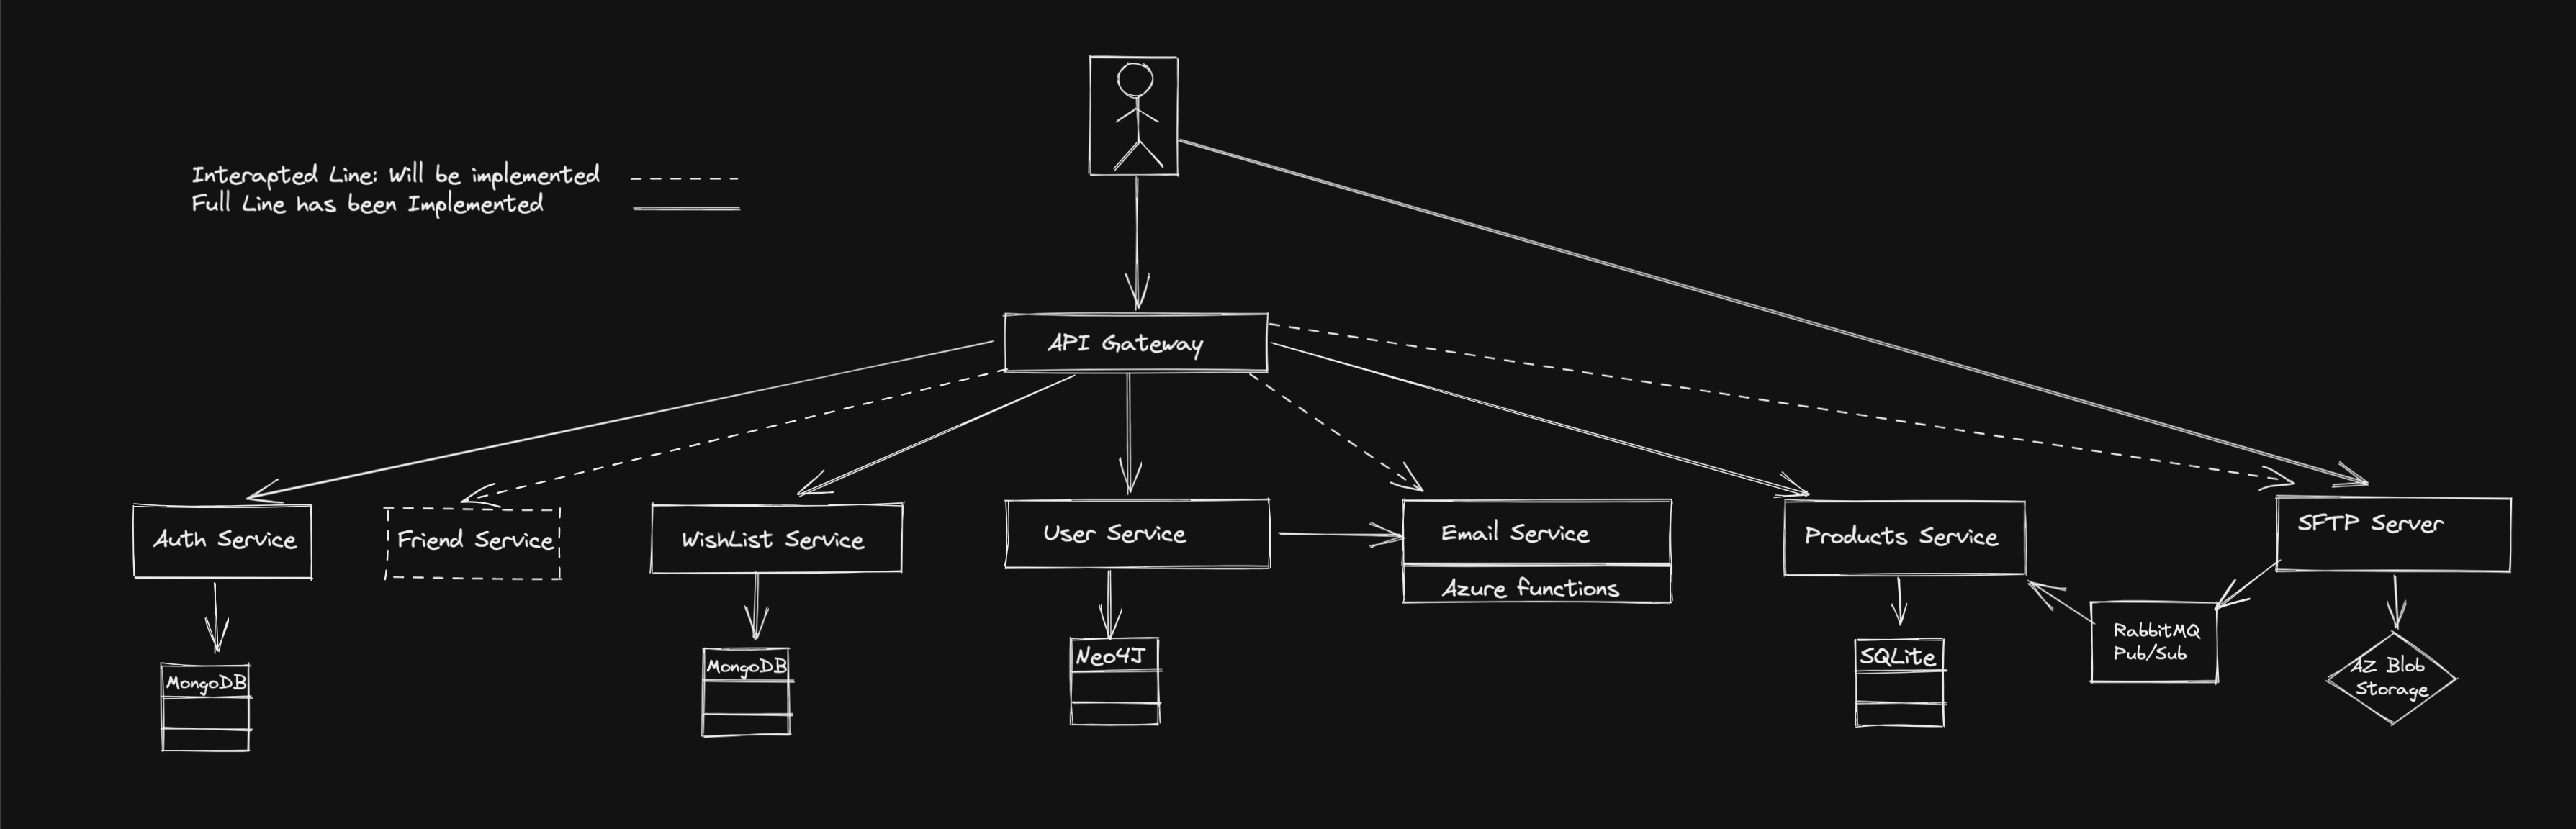 Interapted Line: Will be implemented
Full Line has been Implemented
API Gateway
Auth Service
Friend Service
WishList Service
User Service
Email Service
Azure functions
Products Service
SFTP Server
MongoDB
MongoDB
Neo4J
SQLite
RabbitMQ
Pub/Sub
AZ Blob
Storage